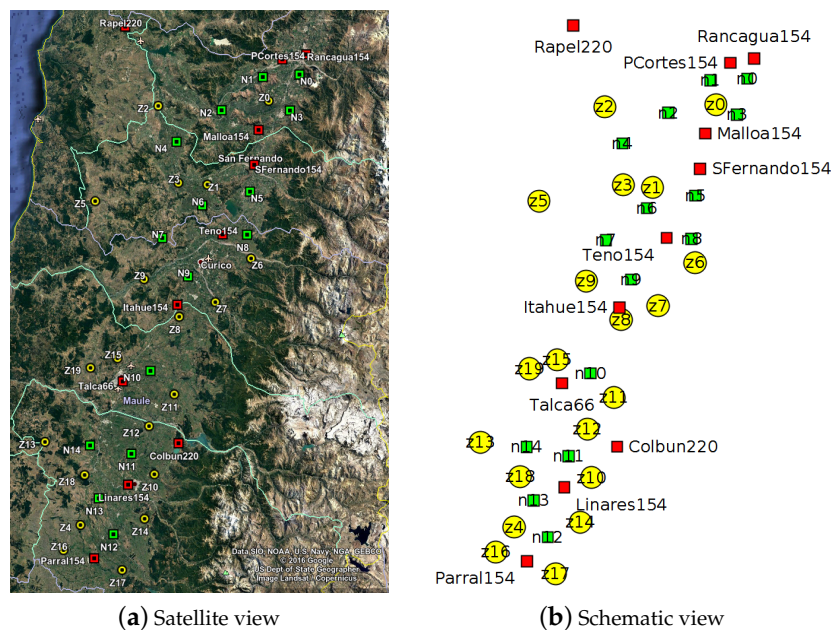 Rapel220
PCortes154
Rancagua154
N1
N0
Z0
Z2
N2
N3
Malloa154
N4
San Fernando
SFernando154
Z3
Z1
N5
Z5
N6
Teno154
N7
N8
Curico
Z6
Z9
N9
Itahue154
Z7
Z8
Z15
Z19
N10
Talca66
Maule
Z11
Z12
Z13
N14
Colbun220
N11
Z18
Z10
Linares154
N13
Z4
Z14
N12
Z16
Parral154
Z17
Data SIO, NOAA, U.S. Navy, NGA, GEBCO
© 2016 Google
US Dept of State Geographer
Image Landsat / Copernicus
(a) Satellite view
Rapel220
Rancagua154
PCortes154
n1
n0
z2
z0
n2
n3
Malloa154
n4
SFernando154
z3
z1
n5
z5
n6
n7
n8
Teno154
z6
z9
n9
Itahue154
z7
z8
z15
z19
n10
Talca66
z11
z12
z13
n14
Colbun220
n11
z18
z10
Linares154
n13
z4
z14
n12
z16
Parral154
z17
(b) Schematic view